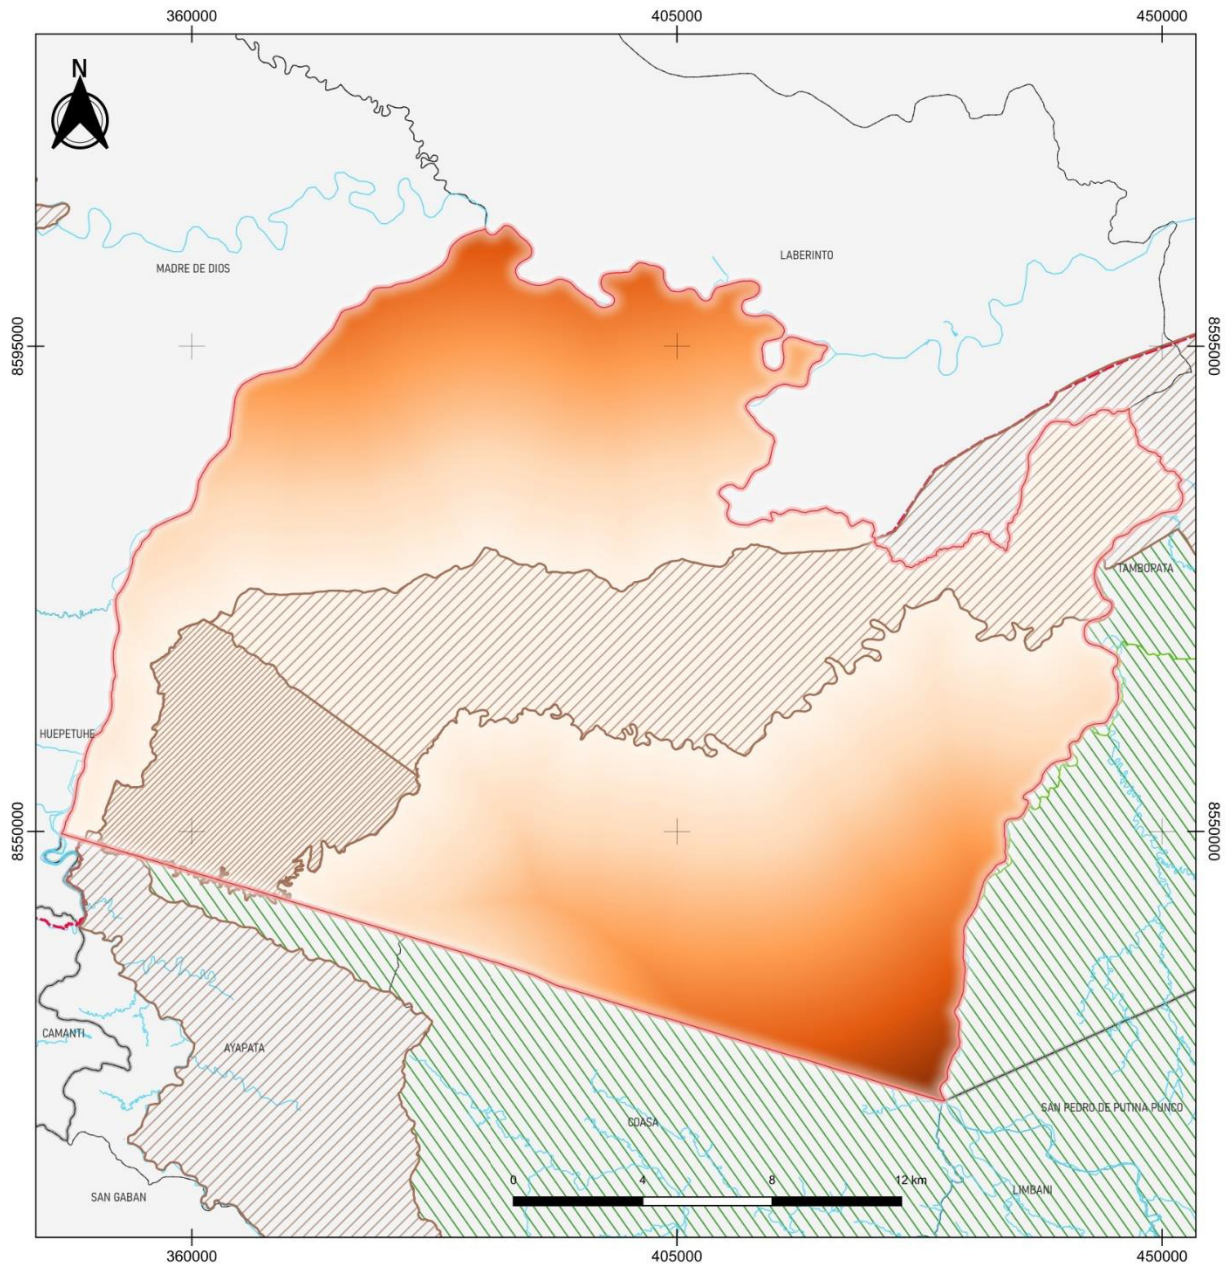 360000
405000
450000
N
MADRE DE DIOS
LABERINTO
8595000
8595000
TAMBOPATA
HUEPETUHE
8550000
8550000
CAMANTI
AYAPATA
COASA
SAN PEDRO DE PUTINA PUNCO
0
4
8
12 km
SAN GABAN
LIMBANI
360000
405000
450000